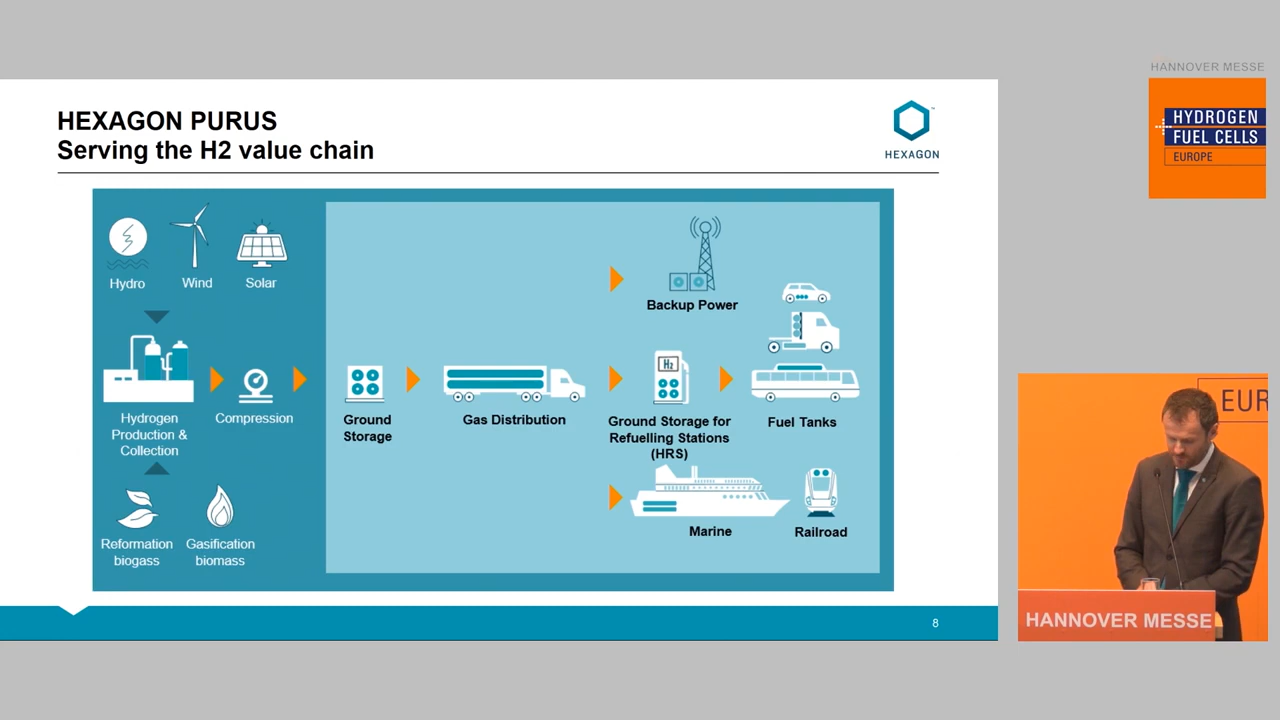 HANNOVER MESSE
HYDROGEN
FUEL CELLS
EUROPE
HEXAGON PURUS
Serving the H2 value chain
HEXAGON
Hydro
Wind
Solar
Backup Power
H2
Hydrogen
Production &
Collection
Compression
Ground
Storage
Gas Distribution
Ground Storage for
Refuelling Stations
(HRS)
Fuel Tanks
Marine
Railroad
Reformation
biogass
Gasification
biomass
8
EUR
HANNOVER MESSE